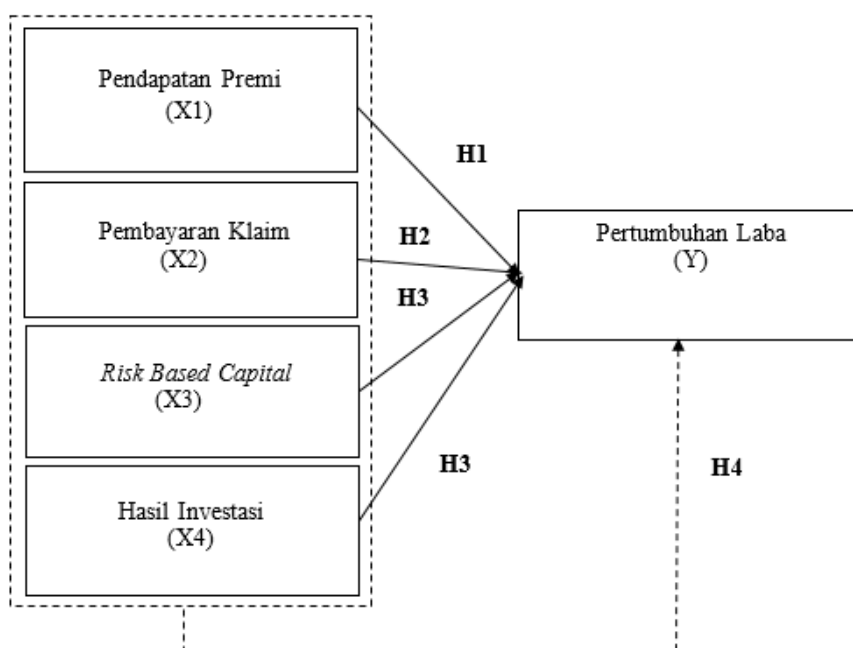 Pendapatan Premi
(X1)
H1
Pembayaran Klaim
(X2)
H2
Pertumbuhan Laba
(Y)
H3
Risk Based Capital
(X3)
H3
H4
Hasil Investasi
(X4)